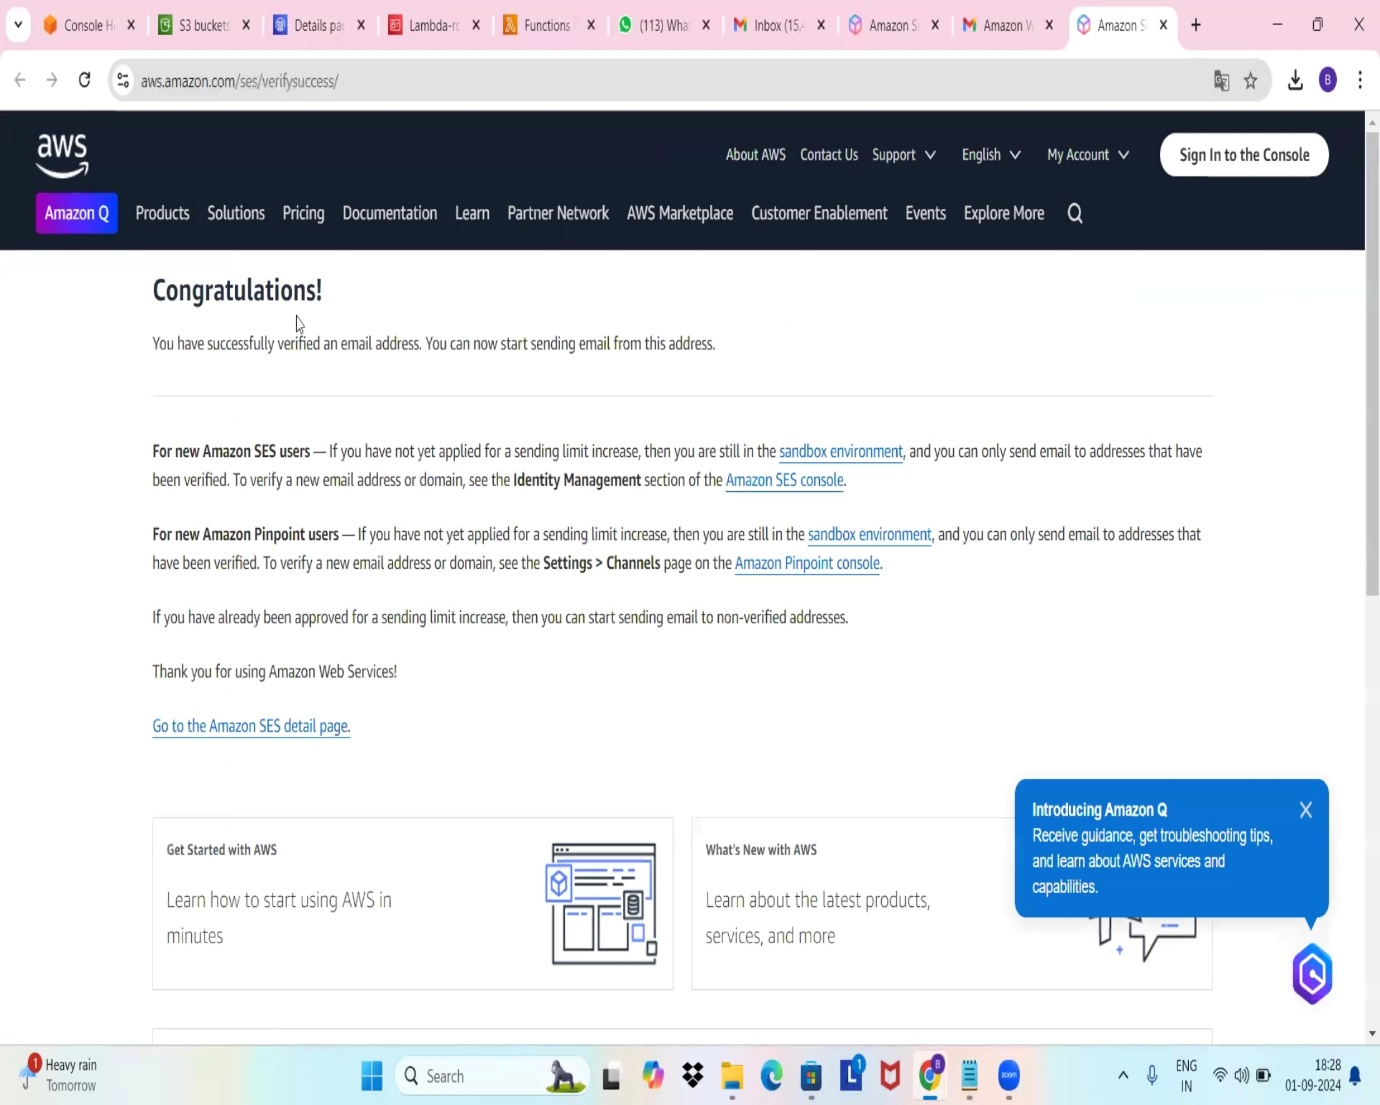 Console H
S3 bucket
Details pa
Lambda-r
Functions
(113) Wha
Inbox (15,
Amazon S
Amazon W
Amazon S
aws.amazon.com/ses/verifysuccess/
B
aws
About AWS
Contact Us
Support
English
My Account
Sign In to the Console
Amazon Q
Products
Solutions
Pricing
Documentation
Learn
Partner Network
AWS Marketplace
Customer Enablement
Events
Explore More
Congratulations!
You have successfully verified an email address. You can now start sending email from this address.
For new Amazon SES users — If you have not yet applied for a sending limit increase, then you are still in the sandbox environment, and you can only send email to addresses that have
been verified. To verify a new email address or domain, see the Identity Management section of the Amazon SES console.
For new Amazon Pinpoint users — If you have not yet applied for a sending limit increase, then you are still in the sandbox environment, and you can only send email to addresses that
have been verified. To verify a new email address or domain, see the Settings > Channels page on the Amazon Pinpoint console.
If you have already been approved for a sending limit increase, then you can start sending email to non-verified addresses.
Thank you for using Amazon Web Services!
Go to the Amazon SES detail page.
Get Started with AWS
Learn how to start using AWS in
minutes
What's New with AWS
Learn about the latest products,
services, and more
Introducing Amazon Q
Receive guidance, get troubleshooting tips,
and learn about AWS services and
capabilities.
1
Heavy rain
Tomorrow
Search
L
1
B
zoom
ENG
IN
18:28
01-09-2024